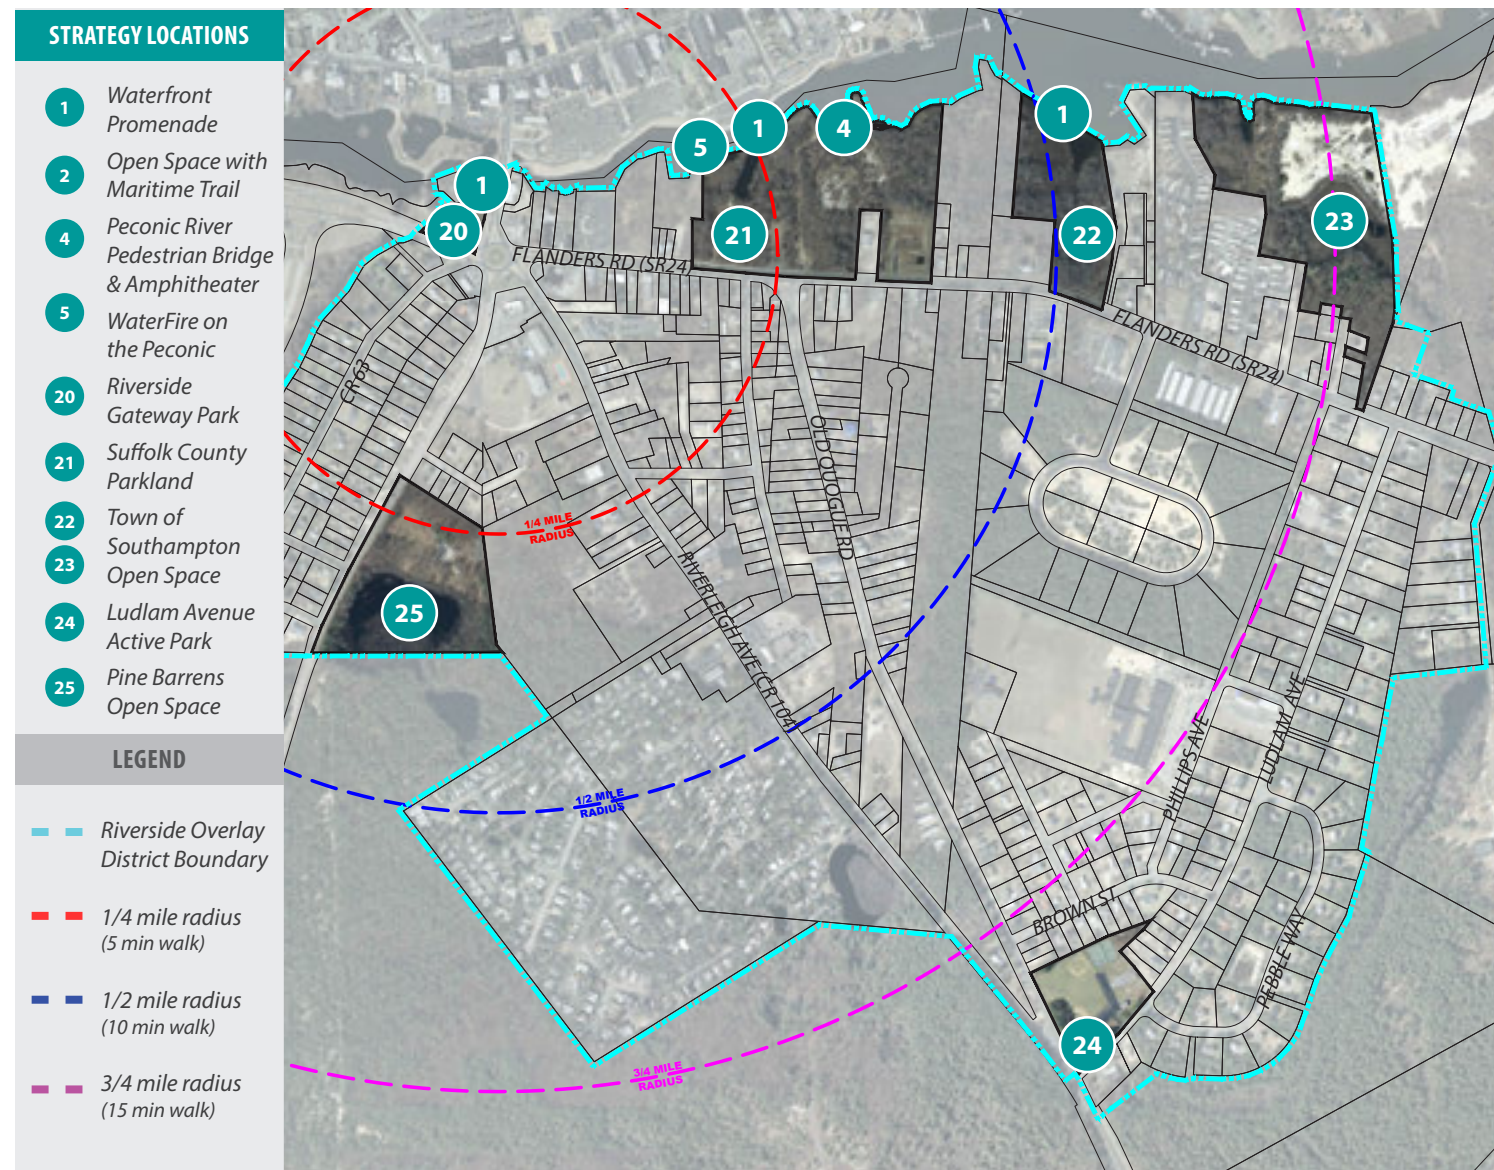 STRATEGY LOCATIONS
1
Waterfront
Promenade
2
Open Space with
Maritime Trail
4
Peconic River
Pedestrian Bridge
& Amphitheater
5
WaterFire on
the Peconic
20
Riverside
Gateway Park
21
Suffolk County
Parkland
22
Town of
Southampton
23
Open Space
24
Ludlam Avenue
Active Park
25
Pine Barrens
Open Space
LEGEND
Riverside Overlay
District Boundary
1/4 mile radius
(5 min walk)
1/2 mile radius
(10 min walk)
3/4 mile radius
(15 min walk)
1
5
1
4
1
20
21
22
23
FLANDERS RD (SR24)
FLANDERS RD (SR24)
CR 63
OLD QUOGUE RD
1/4 MILE
RADIUS
25
RIVERLEIGH AVE (CR 104)
1/2 MILE
RADIUS
PHILLIPS AVE
LUDLAM AVE
BROWN ST
PEBBLE WAY
24
3/4 MILE
RADIUS